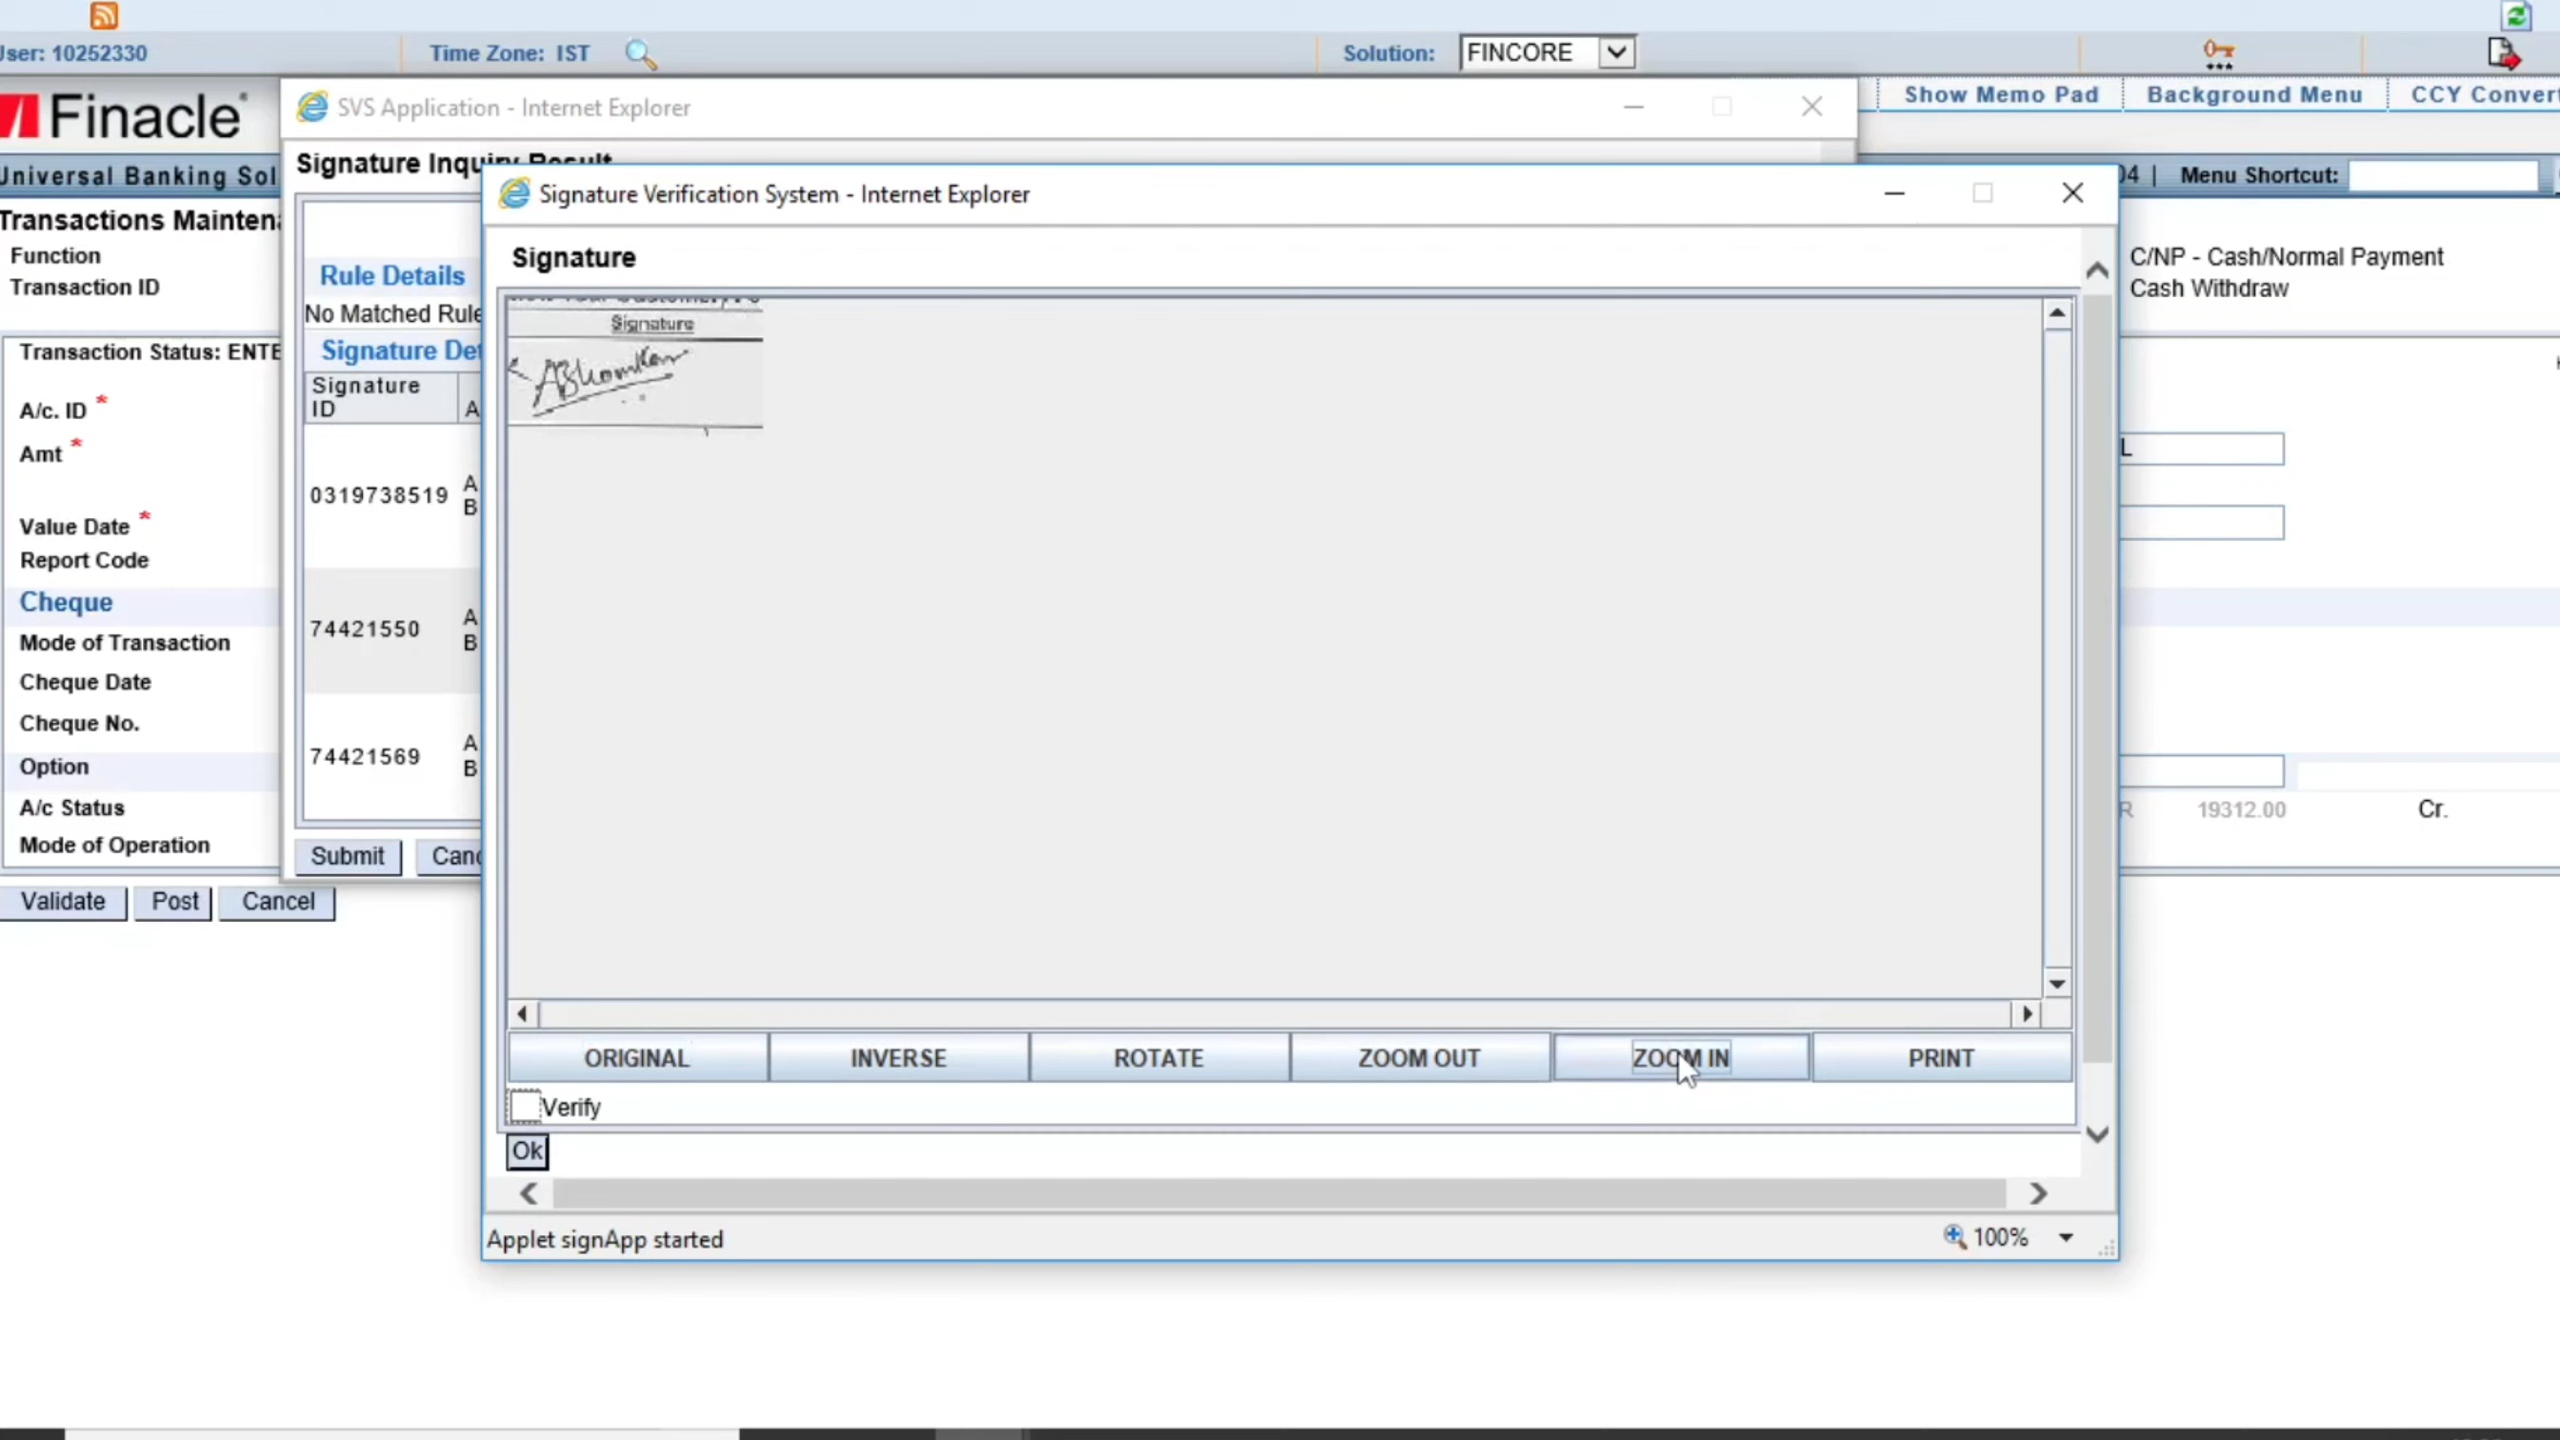 User: 10252330
Time Zone: IST
Solution: FINCORE
Finacle
Show Memo Pad
Background Menu
CCY Convert
Universal Banking Sol
04 | Menu Shortcut:
SVS Application - Internet Explorer
Signature Inquiry Result
Rule Details
No Matched Rule
Signature Det
Signature ID
A
0319738519
A
B
74421550
A
B
74421569
A
B
Submit
Canc
Signature Verification System - Internet Explorer
Signature
Signature
ORIGINAL
INVERSE
ROTATE
ZOOM OUT
ZOOM IN
PRINT
Verify
Ok
Applet signApp started
100%
Transactions Maintena
Function
Transaction ID
C/NP - Cash/Normal Payment
Cash Withdraw
Transaction Status: ENTE
A/c. ID *
Amt *
L
Value Date *
Report Code
Cheque
Mode of Transaction
Cheque Date
Cheque No.
Option
A/c Status
R 19312.00 Cr.
Mode of Operation
Validate
Post
Cancel